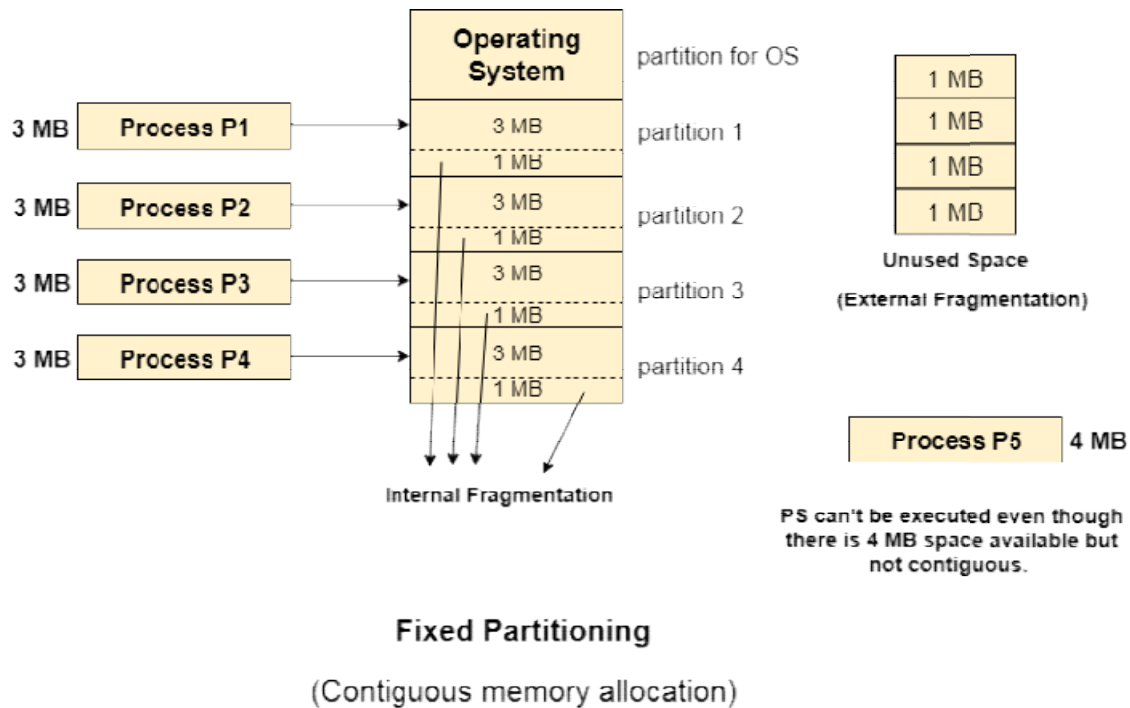 Operating
System
partition for OS
3 MB
Process P1
3 MB
1 MB
partition 1
3 MB
Process P2
3 MB
1 MB
partition 2
3 MB
Process P3
3 MB
1 MB
partition 3
3 MB
Process P4
3 MB
1 MB
partition 4
Internal Fragmentation
1 MB
1 MB
1 MB
1 MB
Unused Space
(External Fragmentation)
Process P5
4 MB
PS can't be executed even though
there is 4 MB space available but
not contiguous.
Fixed Partitioning
(Contiguous memory allocation)